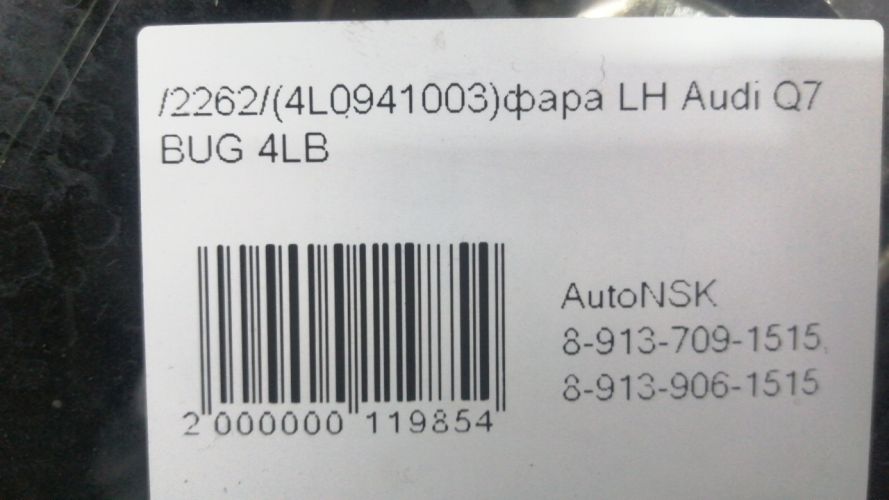 /2262/(4L0941003)фара LH Audi Q7
BUG 4LB
AutoNSK
8-913-709-1515,
8-913-906-1515
2 000000 119854